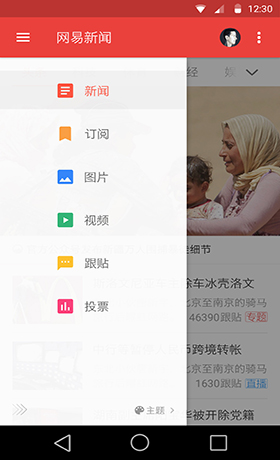 12:30
网易新闻
经 娱
新闻
订阅
图片
视频
跟贴
投票
细节
除车冰壳洛文
北京至南京的骑马
46390跟贴 专题
币跨境转帐
北京至南京的骑马
1630跟贴 直播
主题
华被开除党籍